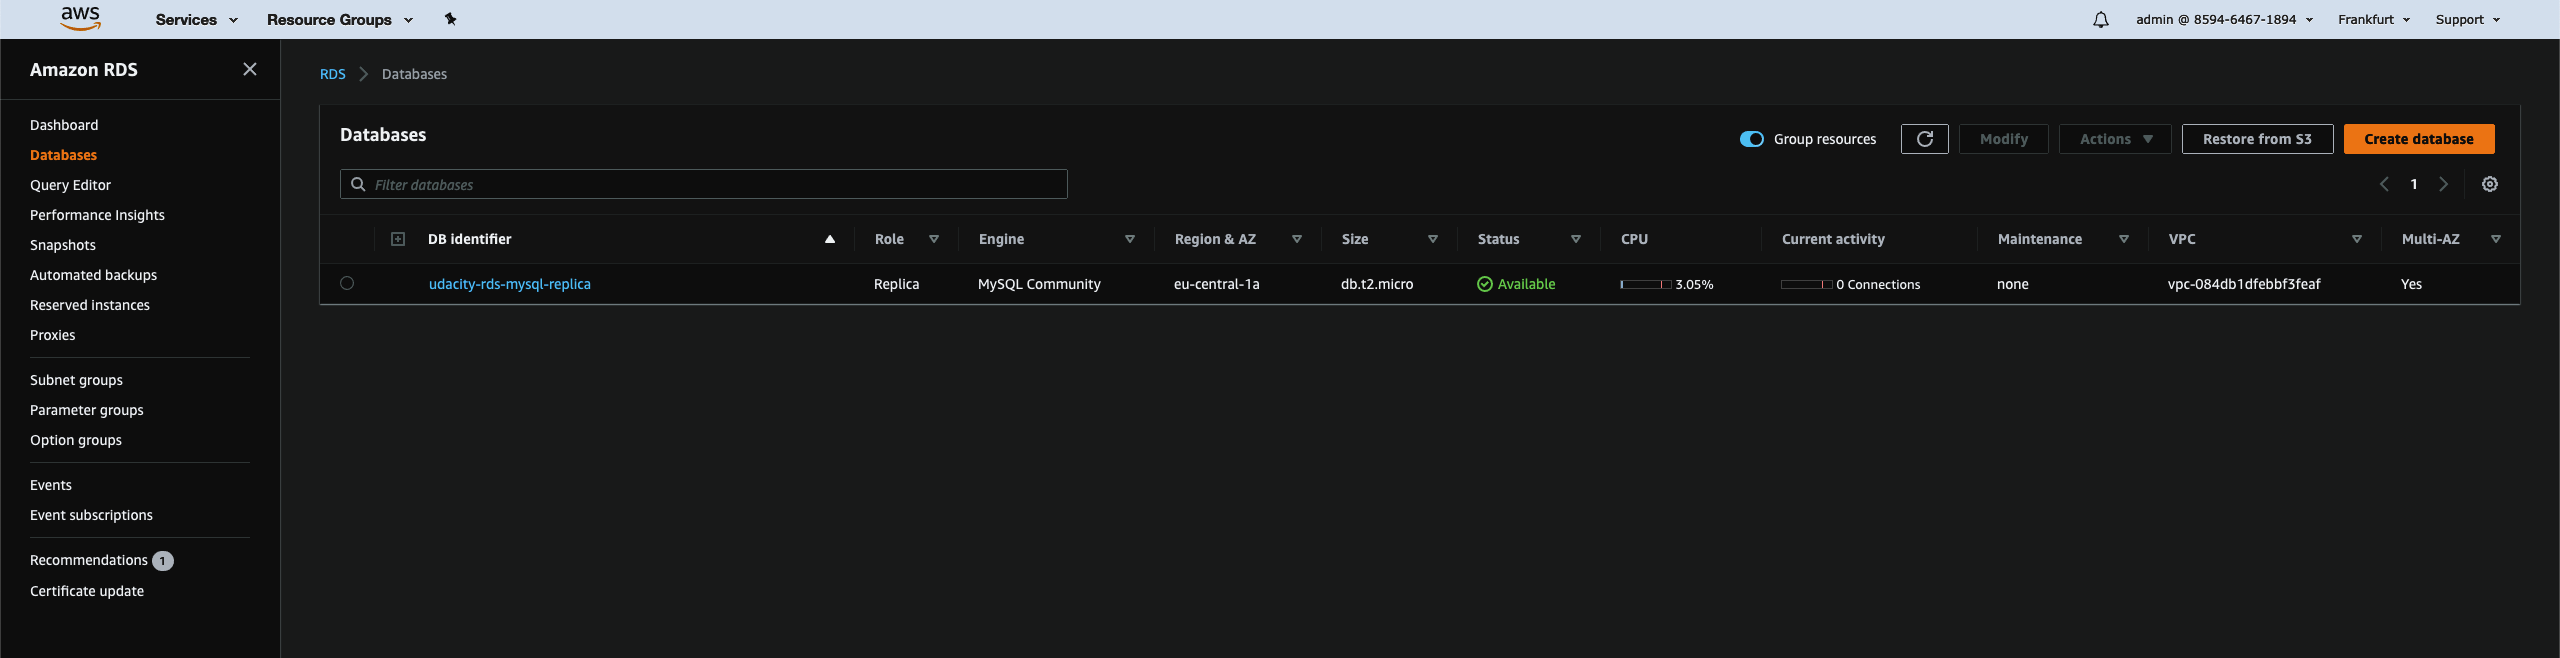 aws Services Resource Groups admin @ 8594-6467-1894 Frankfurt Support
Amazon RDS
Dashboard
Databases
Query Editor
Performance Insights
Snapshots
Automated backups
Reserved instances
Proxies
Subnet groups
Parameter groups
Option groups
Events
Event subscriptions
Recommendations 1
Certificate update
RDS Databases
Databases
Group resources Modify Actions Restore from S3 Create database
Filter databases
1
DB identifier Role Engine Region & AZ Size Status CPU Current activity Maintenance VPC Multi-AZ
udacity-rds-mysql-replica Replica MySQL Community eu-central-1a db.t2.micro Available 3.05% 0 Connections none vpc-084db1dfebbf3feaf Yes